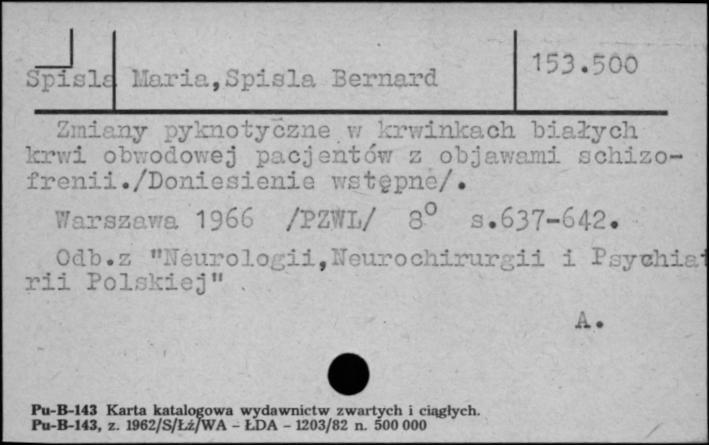 Spisla Maria,Spisla Bernard
153.500
Zmiany pyknotyczne w krwinkach białych
krwi obwodowej pacjentów z objawami schizo-
frenii./Doniesienie wstępne/.
Warszawa 1966 /PZWL/ 8° s.637-642.
Odb.z "Neurologii,Neurochirurgii i Psychiat
rii Polskiej"
A.
Pu-B-143 Karta katalogowa wydawnictw zwartych i ciągłych.
Pu-B-143, z. 1962/S/Łź/WA - ŁDA - 1203/82 n. 500 000